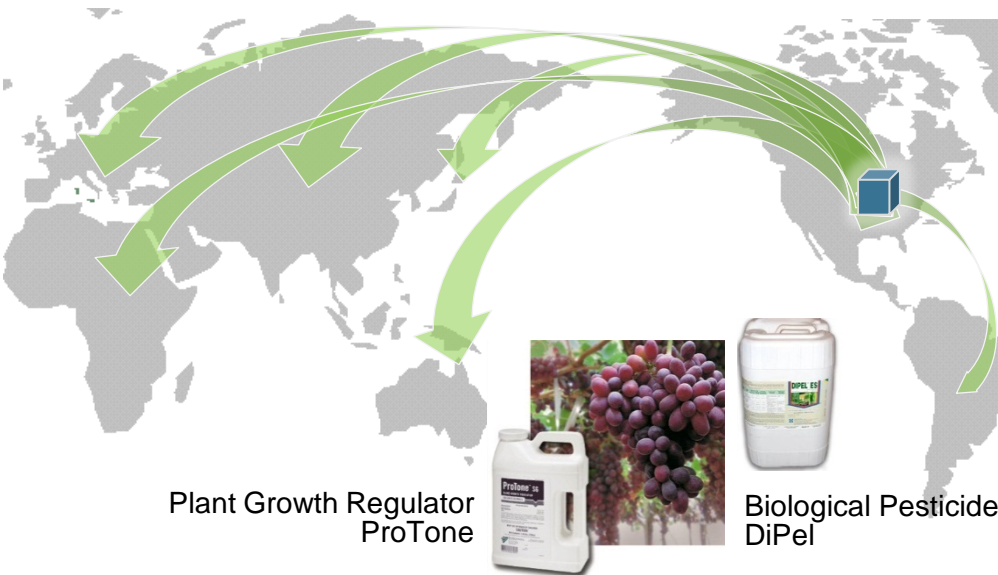 Plant Growth Regulator
ProTone
ProTone SG
DIPEL ES
Biological Pesticide
DiPel